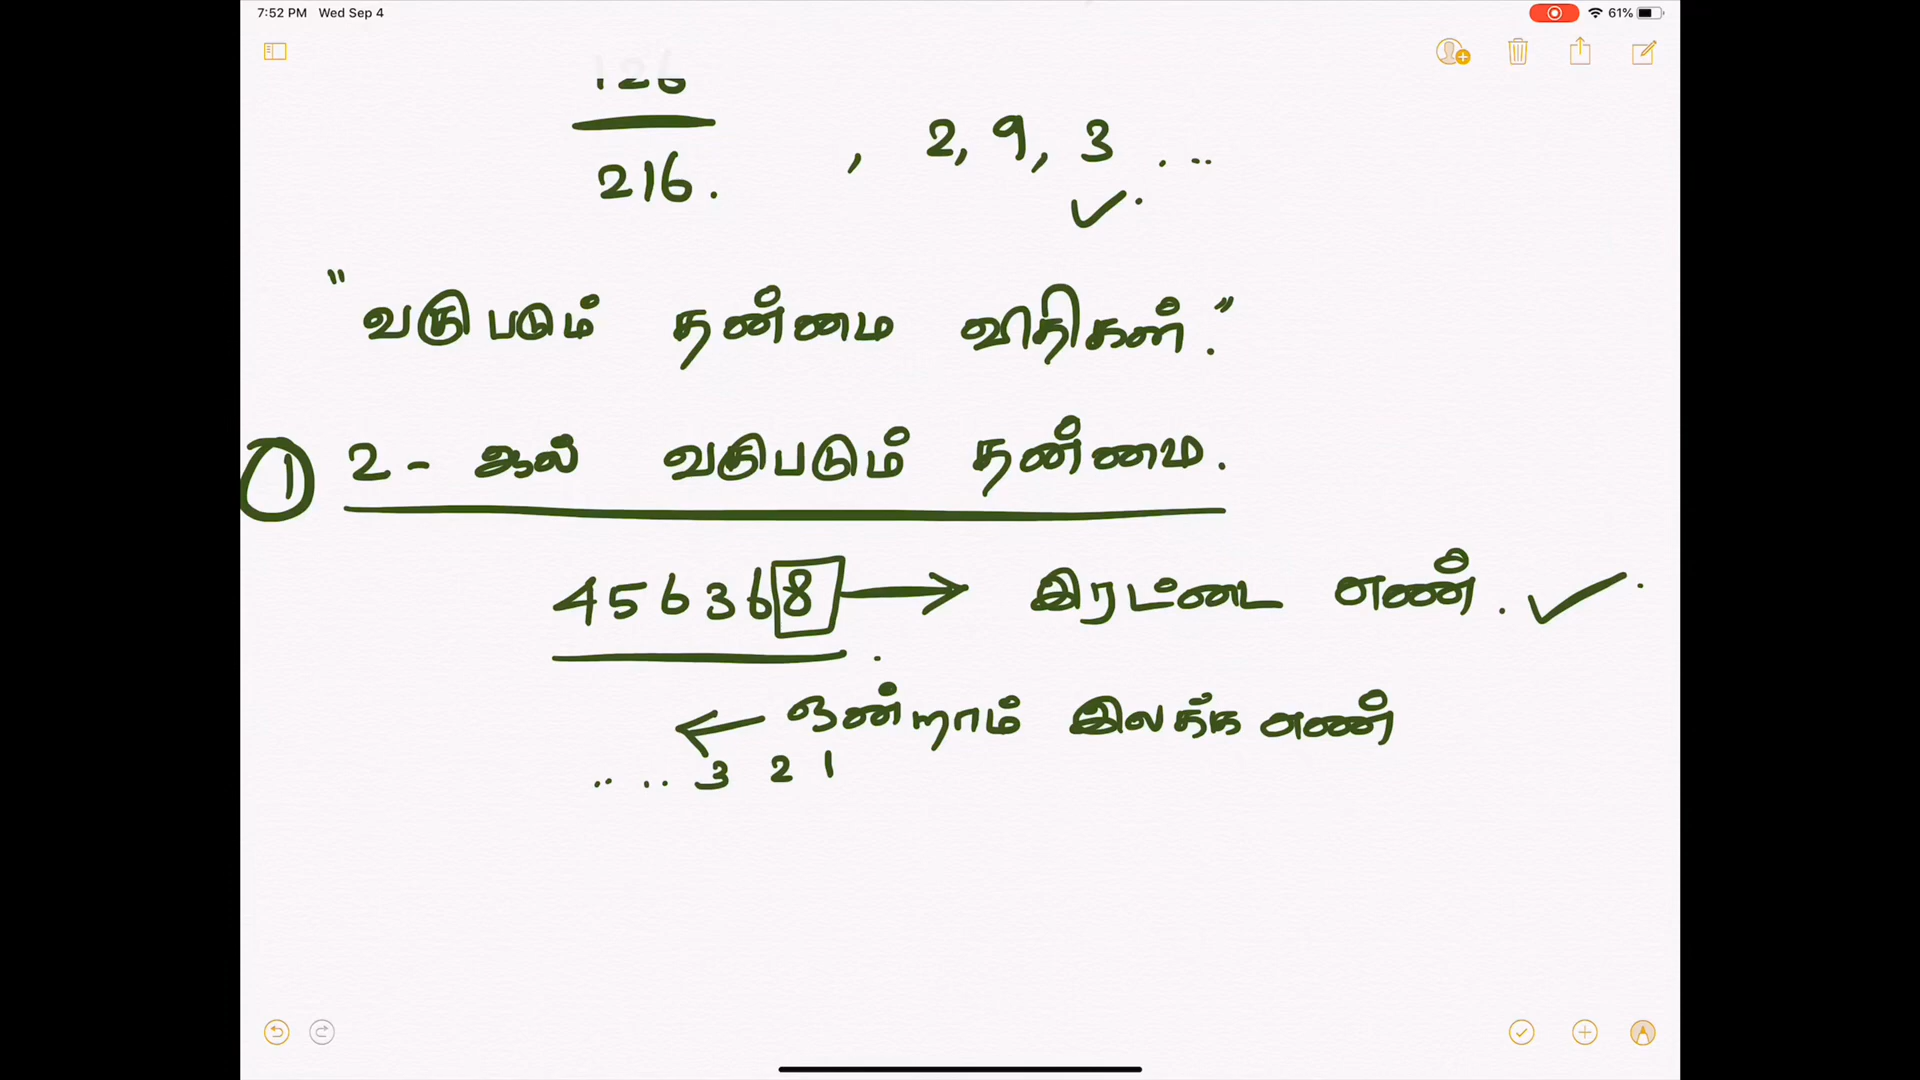 7:52 PM Wed Sep 4 61%
126
216. , 2, 9, 3 . ...
"வகுபடும் தன்மை விதிகள்."
① 2 - ஆல் வகுபடும் தன்மை.
456368 → இரட்டை எண். ✓.
← ஒன்றாம் இலக்க எண்
.. .. 3 2 1